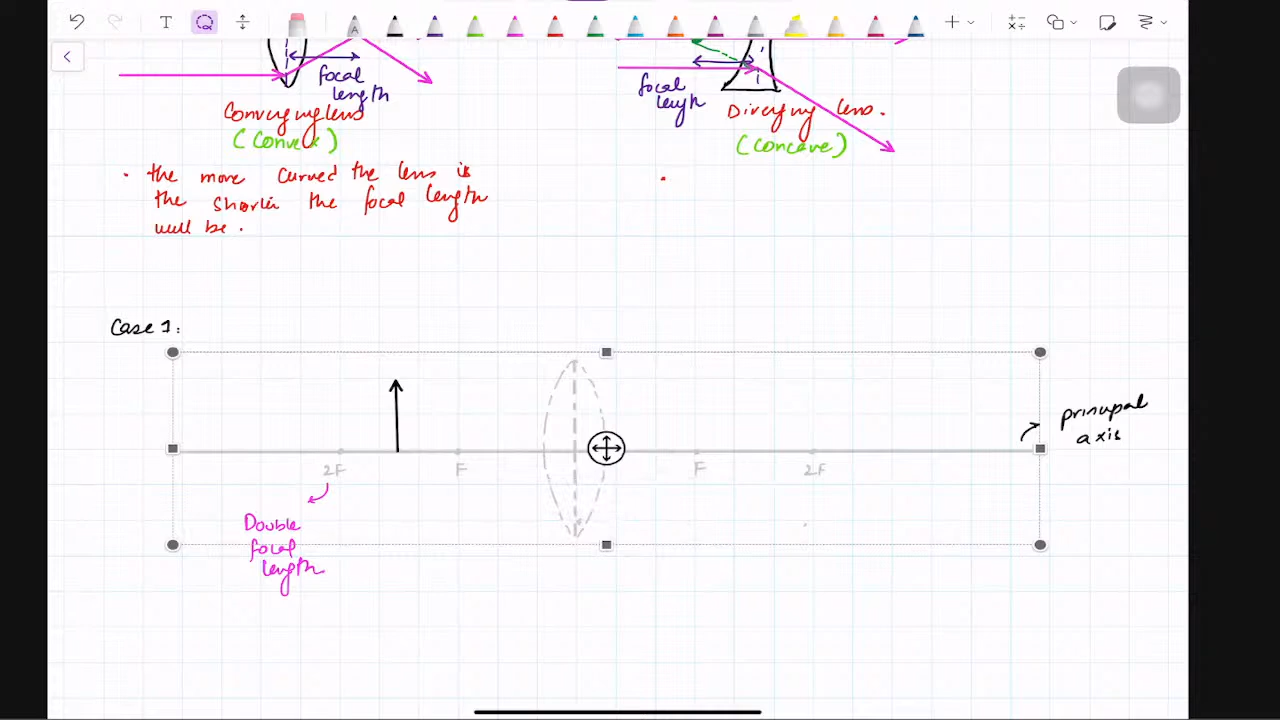 focal
length
Converging lens
(Convex)
• the more curved the lens is
the shorter the focal length
will be.
focal
length
Diverging lens.
(Concave)
Case 1:
principal
axis
2F
F
F
2F
Double
focal
length